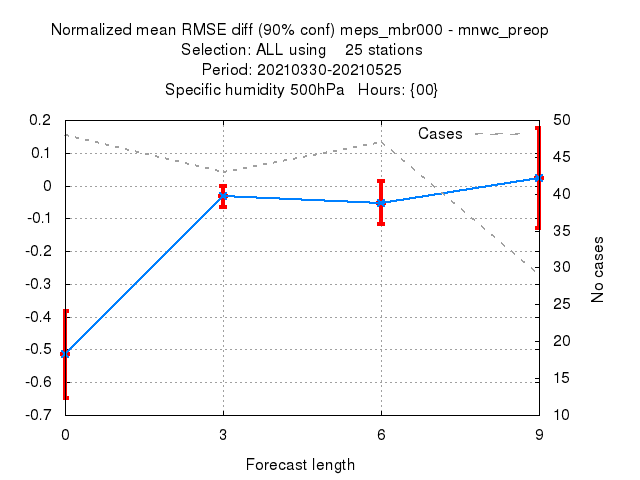 Normalized mean RMSE diff (90% conf) meps_mbr000 - mnwc_preop
Selection: ALL using 25 stations
Period: 20210330-20210525
Specific humidity 500hPa Hours: {00}
Cases
0.2
0.1
0
-0.1
-0.2
-0.3
-0.4
-0.5
-0.6
-0.7
50
45
40
35
30
25
20
15
10
No cases
0 3 6 9
Forecast length